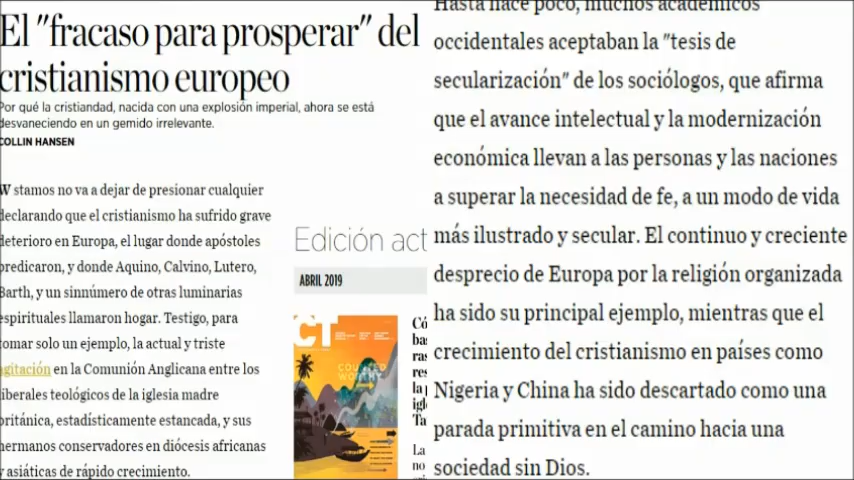 El "fracaso para prosperar" del
cristianismo europeo
Por qué la cristiandad, nacida con una explosión imperial, ahora se está
desvaneciendo en un gemido irrelevante.
COLLIN HANSEN
W stamos no va a dejar de presionar cualquier
declarando que el cristianismo ha sufrido grave
deterioro en Europa, el lugar donde apóstoles
predicaron, y donde Aquino, Calvino, Lutero,
Barth, y un sinnúmero de otras luminarias
espirituales llamaron hogar. Testigo, para
tomar solo un ejemplo, la actual y triste
agitación en la Comunión Anglicana entre los
liberales teológicos de la iglesia madre
británica, estadísticamente estancada, y sus
hermanos conservadores en diócesis africanas
y asiáticas de rápido crecimiento.
Edición act
ABRIL 2019
CT
Có
bas
ras
res
la p
igl
Ta
La
no
Hasta hace poco, muchos académicos
occidentales aceptaban la "tesis de
secularización" de los sociólogos, que afirma
que el avance intelectual y la modernización
económica llevan a las personas y las naciones
a superar la necesidad de fe, a un modo de vida
más ilustrado y secular. El continuo y creciente
desprecio de Europa por la religión organizada
ha sido su principal ejemplo, mientras que el
crecimiento del cristianismo en países como
Nigeria y China ha sido descartado como una
parada primitiva en el camino hacia una
sociedad sin Dios.